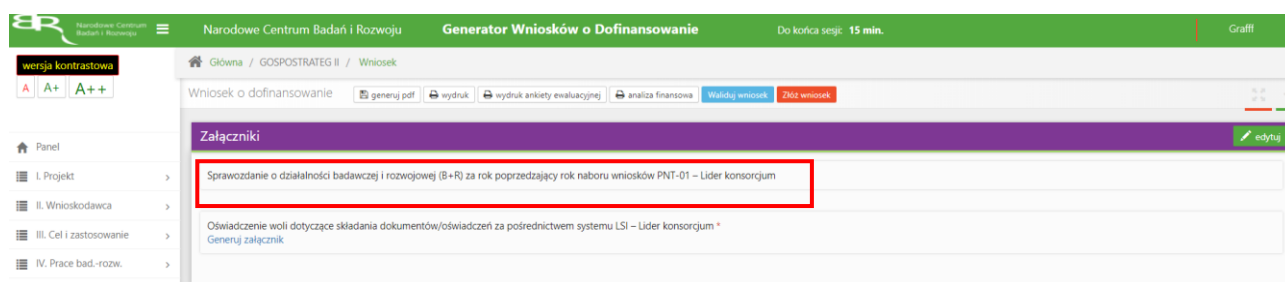 Narodowe Centrum
Badań i Rozwoju
Narodowe Centrum Badań i Rozwoju
Generator Wniosków o Dofinansowanie
Do końca sesji: 15 min.
Grafff
wersja kontrastowa
A A+ A++
Główna / GOSPOSTRATEG II / Wniosek
Wniosek o dofinansowanie
generuj pdf
wydruk
wydruk ankiety ewaluacyjnej
analiza finansowa
Waliduj wniosek
Złóż wniosek
Panel
I. Projekt
II. Wnioskodawca
III. Cel i zastosowanie
IV. Prace bad.-rozw.
Załączniki
edytuj
Sprawozdanie o działalności badawczej i rozwojowej (B+R) za rok poprzedzający rok naboru wniosków PNT-01 – Lider konsorcjum
Oświadczenie woli dotyczące składania dokumentów/oświadczeń za pośrednictwem systemu LSI – Lider konsorcjum *
Generuj załącznik